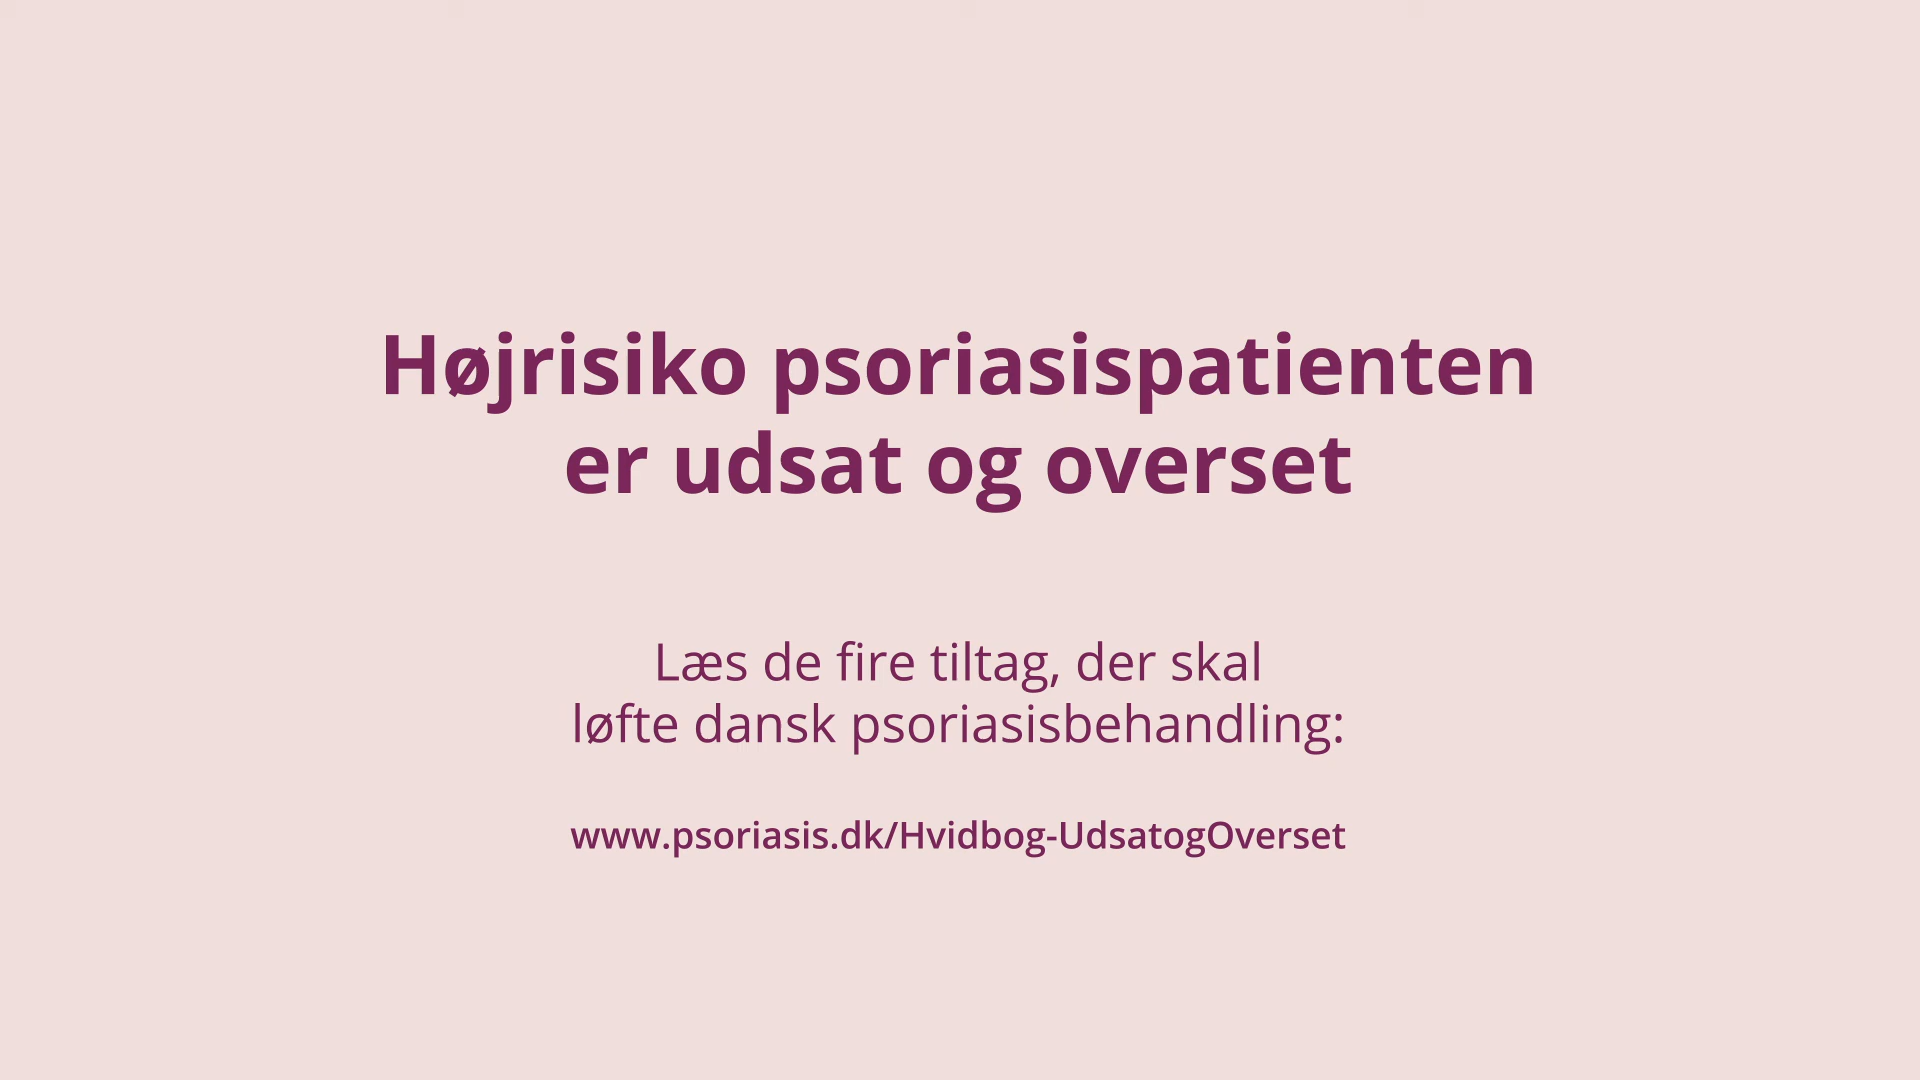 Højrisiko psoriasispatienten
er udsat og overset
Læs de fire tiltag, der skal
løfte dansk psoriasisbehandling:
www.psoriasis.dk/Hvidbog-UdsatogOverset